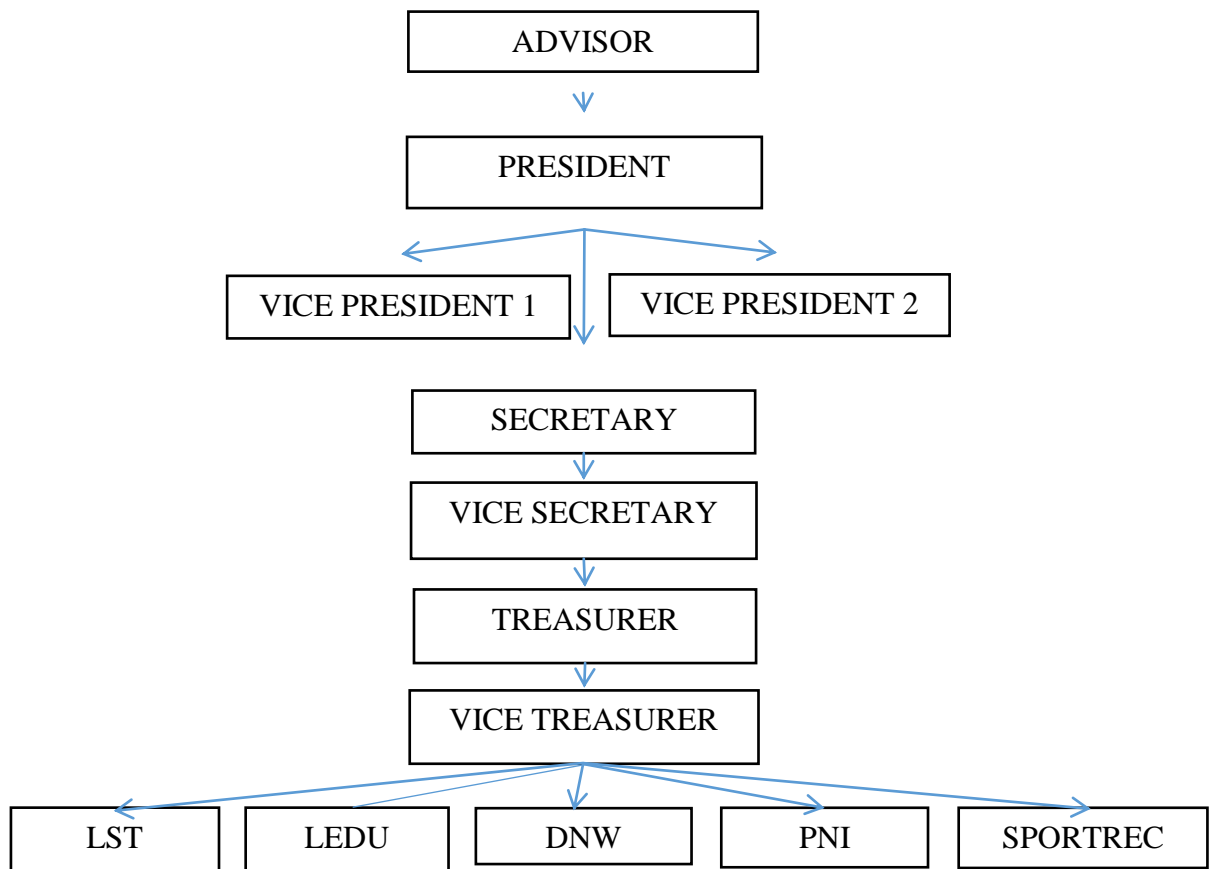 ADVISOR
PRESIDENT
VICE PRESIDENT 1
VICE PRESIDENT 2
SECRETARY
VICE SECRETARY
TREASURER
VICE TREASURER
LST
LEDU
DNW
PNI
SPORTREC